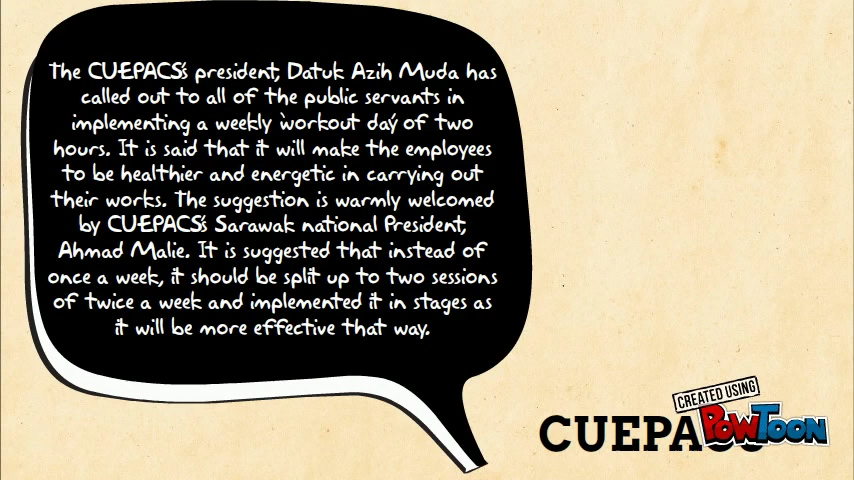 The CUEPACS's president, Datuk Azih Muda has
called out to all of the public servants in
implementing a weekly 'workout day' of two
hours. It is said that it will make the employees
to be healthier and energetic in carrying out
their works. The suggestion is warmly welcomed
by CUEPACS's Sarawak national President,
Ahmad Malie. It is suggested that instead of
once a week, it should be split up to two sessions
of twice a week and implemented it in stages as
it will be more effective that way.
CUEPACS
CREATED USING
POWTOON